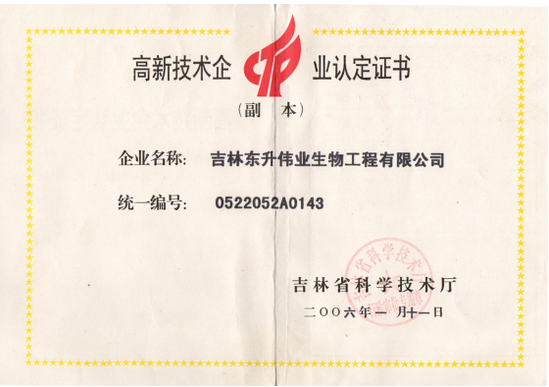 高新技术企业认定证书
(副 本)
企业名称: 吉林东升伟业生物工程有限公司
统一编号: 0522052A0143
吉林省科学技术厅
二〇〇六年一月十一日